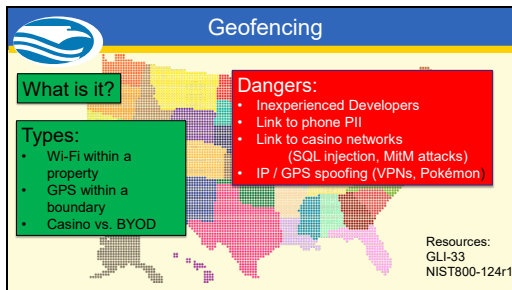 Geofencing
What is it?
Types:
• Wi-Fi within a
property
• GPS within a
boundary
• Casino vs. BYOD
Dangers:
• Inexperienced Developers
• Link to phone PII
• Link to casino networks
(SQL injection, MitM attacks)
• IP / GPS spoofing (VPNs, Pokémon)
Resources:
GLI-33
NIST800-124r1